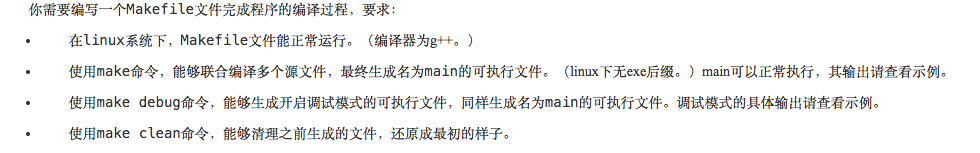 你需要编写一个Makefile文件完成程序的编译过程，要求：
• 在linux系统下，Makefile文件能正常运行。（编译器为g++。）
• 使用make命令，能够联合编译多个源文件，最终生成名为main的可执行文件。（linux下无exe后缀。）main可以正常执行，其输出请查看示例。
• 使用make debug命令，能够生成开启调试模式的可执行文件，同样生成名为main的可执行文件。调试模式的具体输出请查看示例。
• 使用make clean命令，能够清理之前生成的文件，还原成最初的样子。